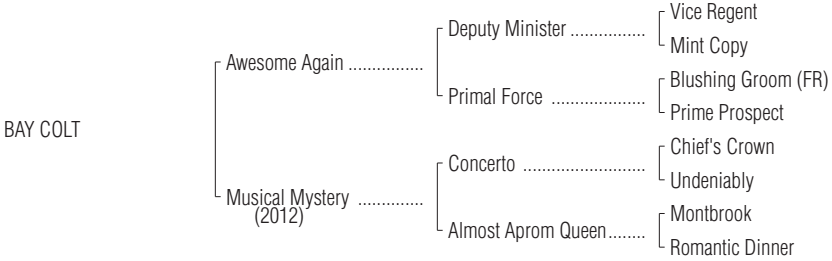 Vice Regent
Deputy Minister ................
Mint Copy
Awesome Again ................
Blushing Groom (FR)
Primal Force ....................
Prime Prospect
BAY COLT
Chief's Crown
Concerto ..........................
Undeniably
Musical Mystery ..............
(2012)
Montbrook
Almost Aprom Queen........
Romantic Dinner